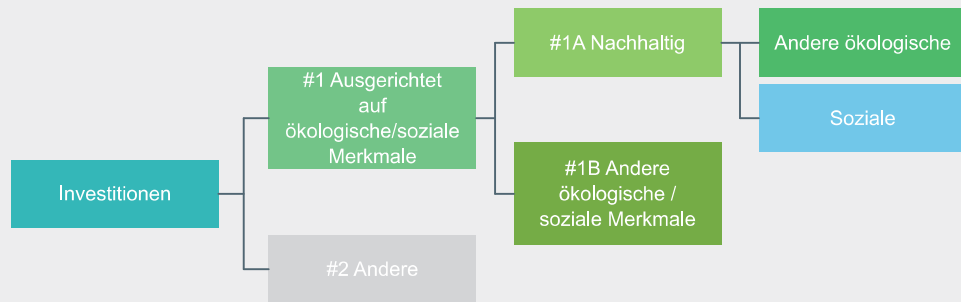 Investitionen
#1 Ausgerichtet
auf
ökologische/soziale
Merkmale
#2 Andere
#1A Nachhaltig
#1B Andere
ökologische /
soziale Merkmale
Andere ökologische
Soziale